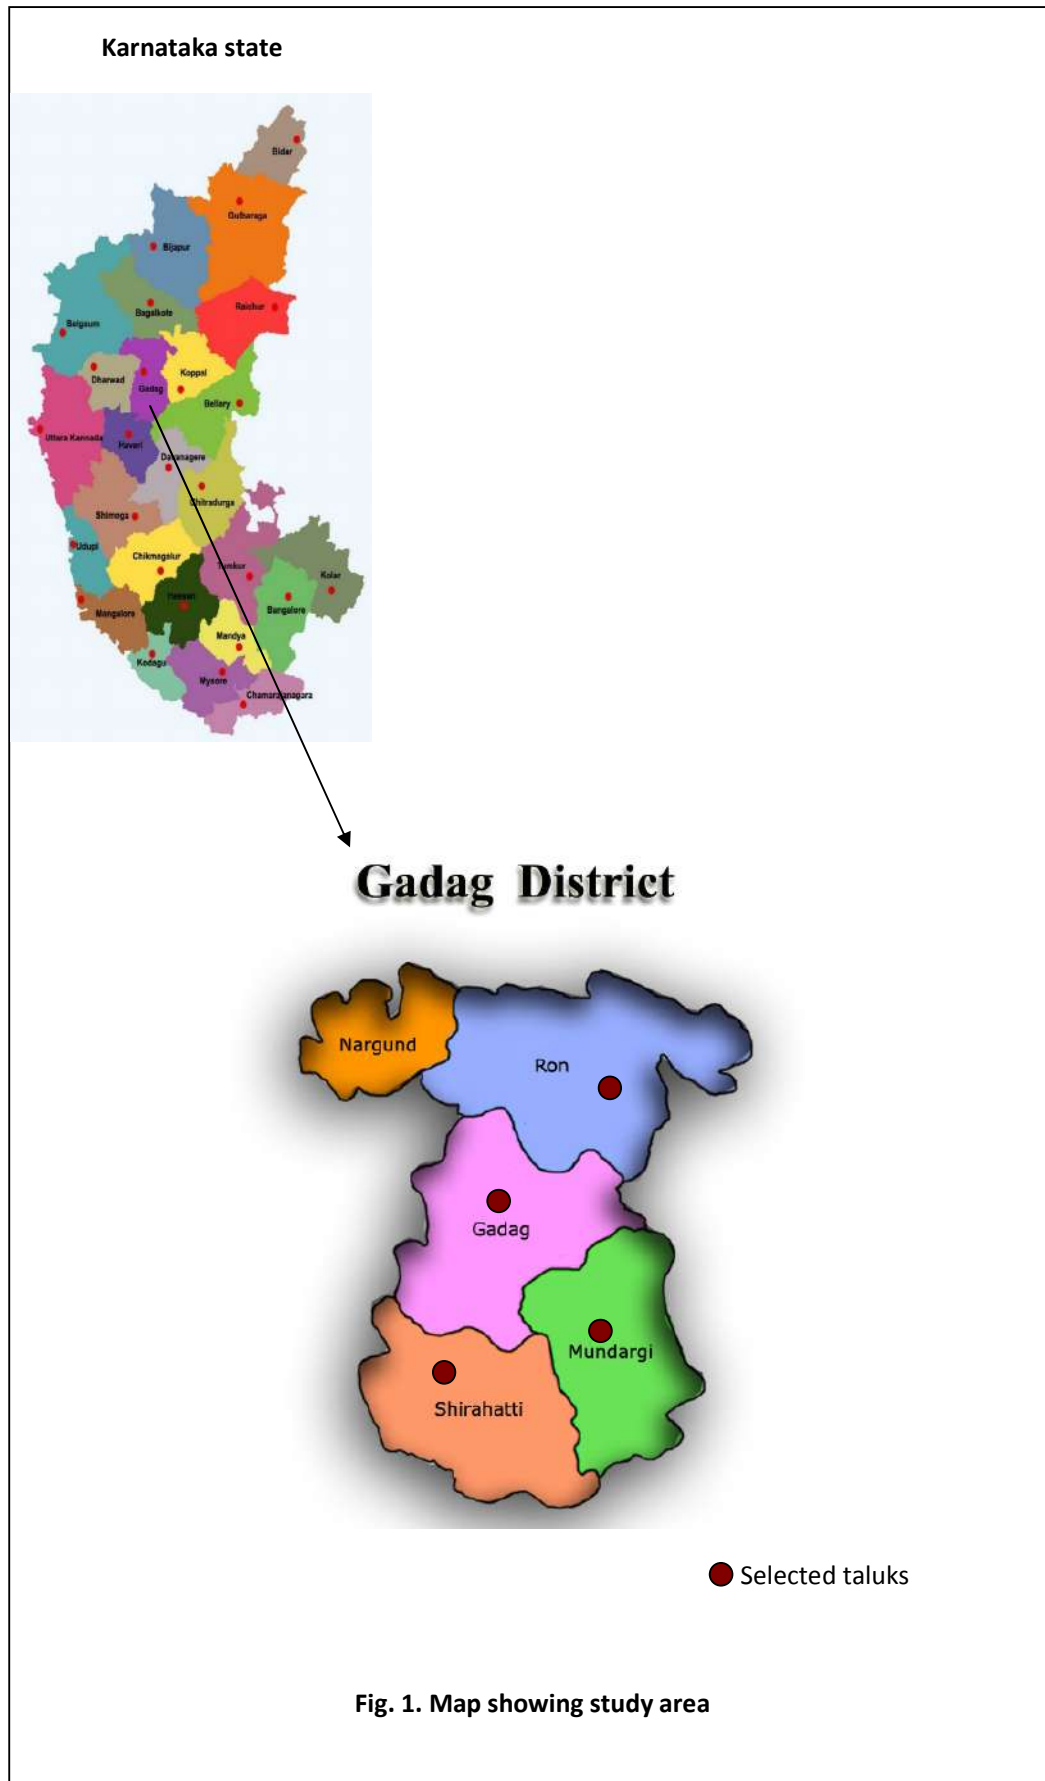 Karnataka state
Bidar
Gulbaraga
Bijapur
Bagalkote
Raichur
Belgaum
Dharwad
Gadag
Koppal
Bellary
Uttara Kannada
Haveri
Davanagere
Chitradurga
Shimoga
Udupi
Chikmagalur
Tumkur
Kolar
Hassan
Bangalore
Mangalore
Mandya
Kodagu
Mysore
Chamarajanagara
Gadag District
Nargund
Ron
Gadag
Mundargi
Shirahatti
Selected taluks
Fig. 1. Map showing study area